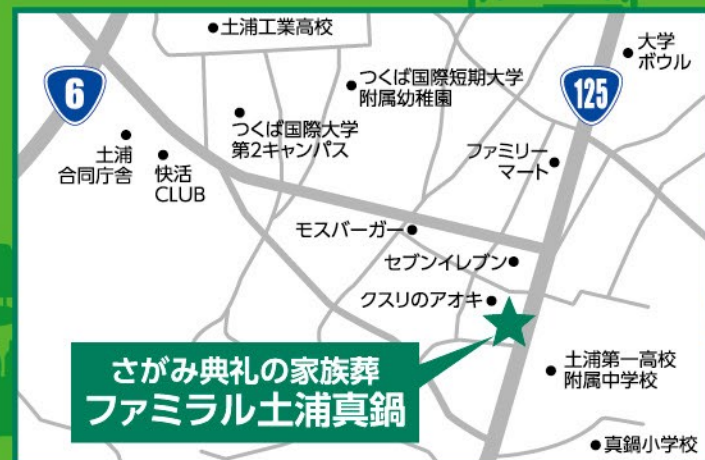 土浦工業高校
大学
ボウル
6
つくば国際短期大学
附属幼稚園
125
土浦
合同庁舎
快活
CLUB
つくば国際大学
第2キャンパス
ファミリー
マート
モスバーガー
セブンイレブン
クスリのアオキ
さがみ典礼の家族葬
ファミラル土浦真鍋
土浦第一高校
附属中学校
真鍋小学校